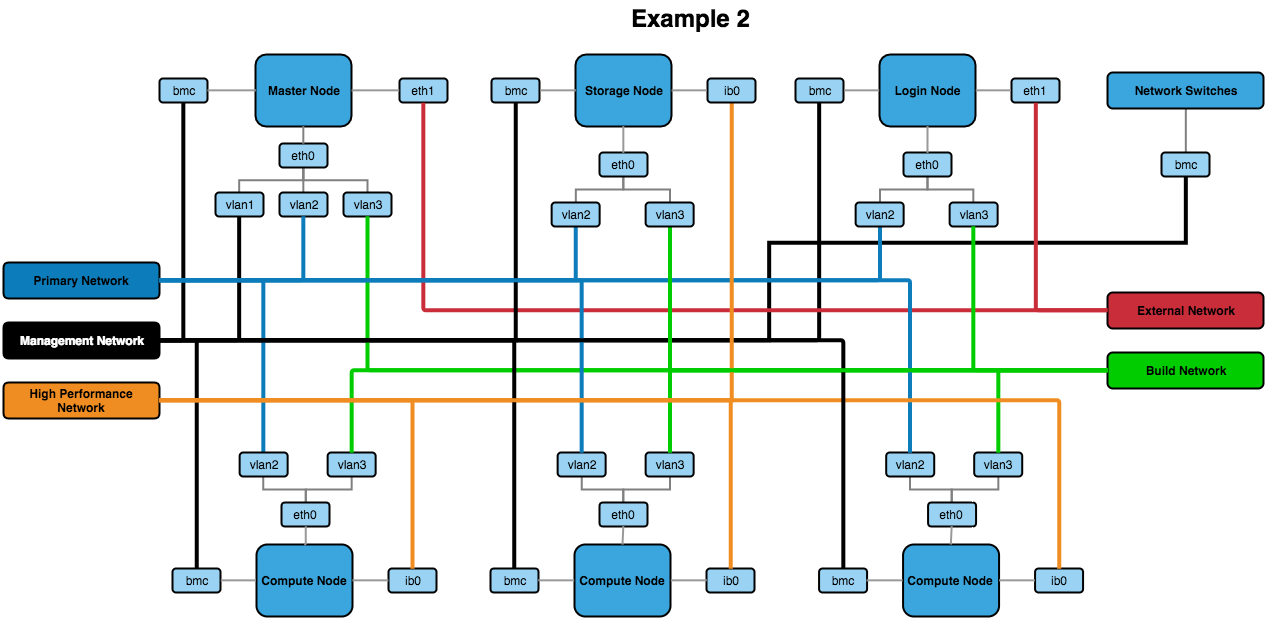 Example 2
bmc
Master Node
eth1
bmc
Storage Node
ib0
bmc
Login Node
eth1
Network Switches
eth0
eth0
eth0
bmc
vlan1
vlan2
vlan3
vlan2
vlan3
vlan2
vlan3
Primary Network
External Network
Management Network
Build Network
High Performance
Network
vlan2
vlan3
vlan2
vlan3
vlan2
vlan3
eth0
eth0
eth0
bmc
Compute Node
ib0
bmc
Compute Node
ib0
bmc
Compute Node
ib0